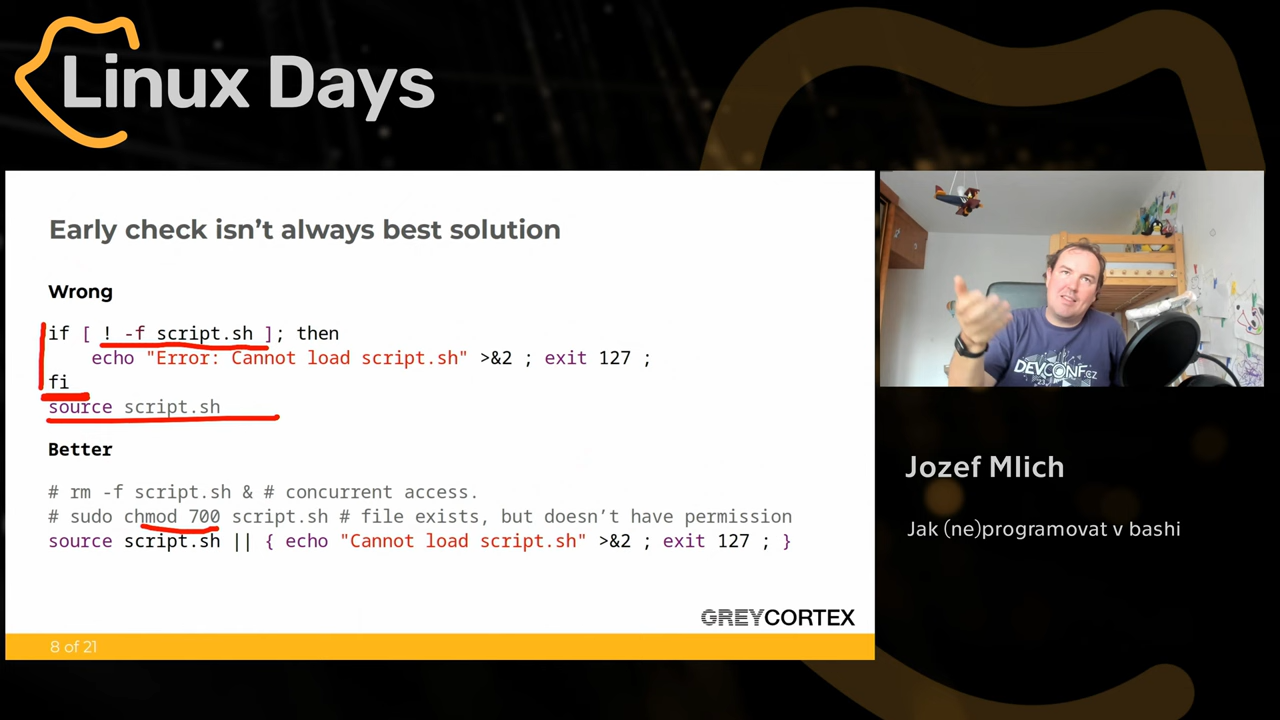 Linux Days
Early check isn’t always best solution
Wrong
if [ ! -f script.sh ]; then
echo "Error: Cannot load script.sh" >&2 ; exit 127 ;
fi
source script.sh
Better
# rm -f script.sh & # concurrent access.
# sudo chmod 700 script.sh # file exists, but doesn’t have permission
source script.sh || { echo "Cannot load script.sh" >&2 ; exit 127 ; }
GREYCORTEX
8 of 21
DEVCONF.cz
Jozef Mlich
Jak (ne)programovat v bashi